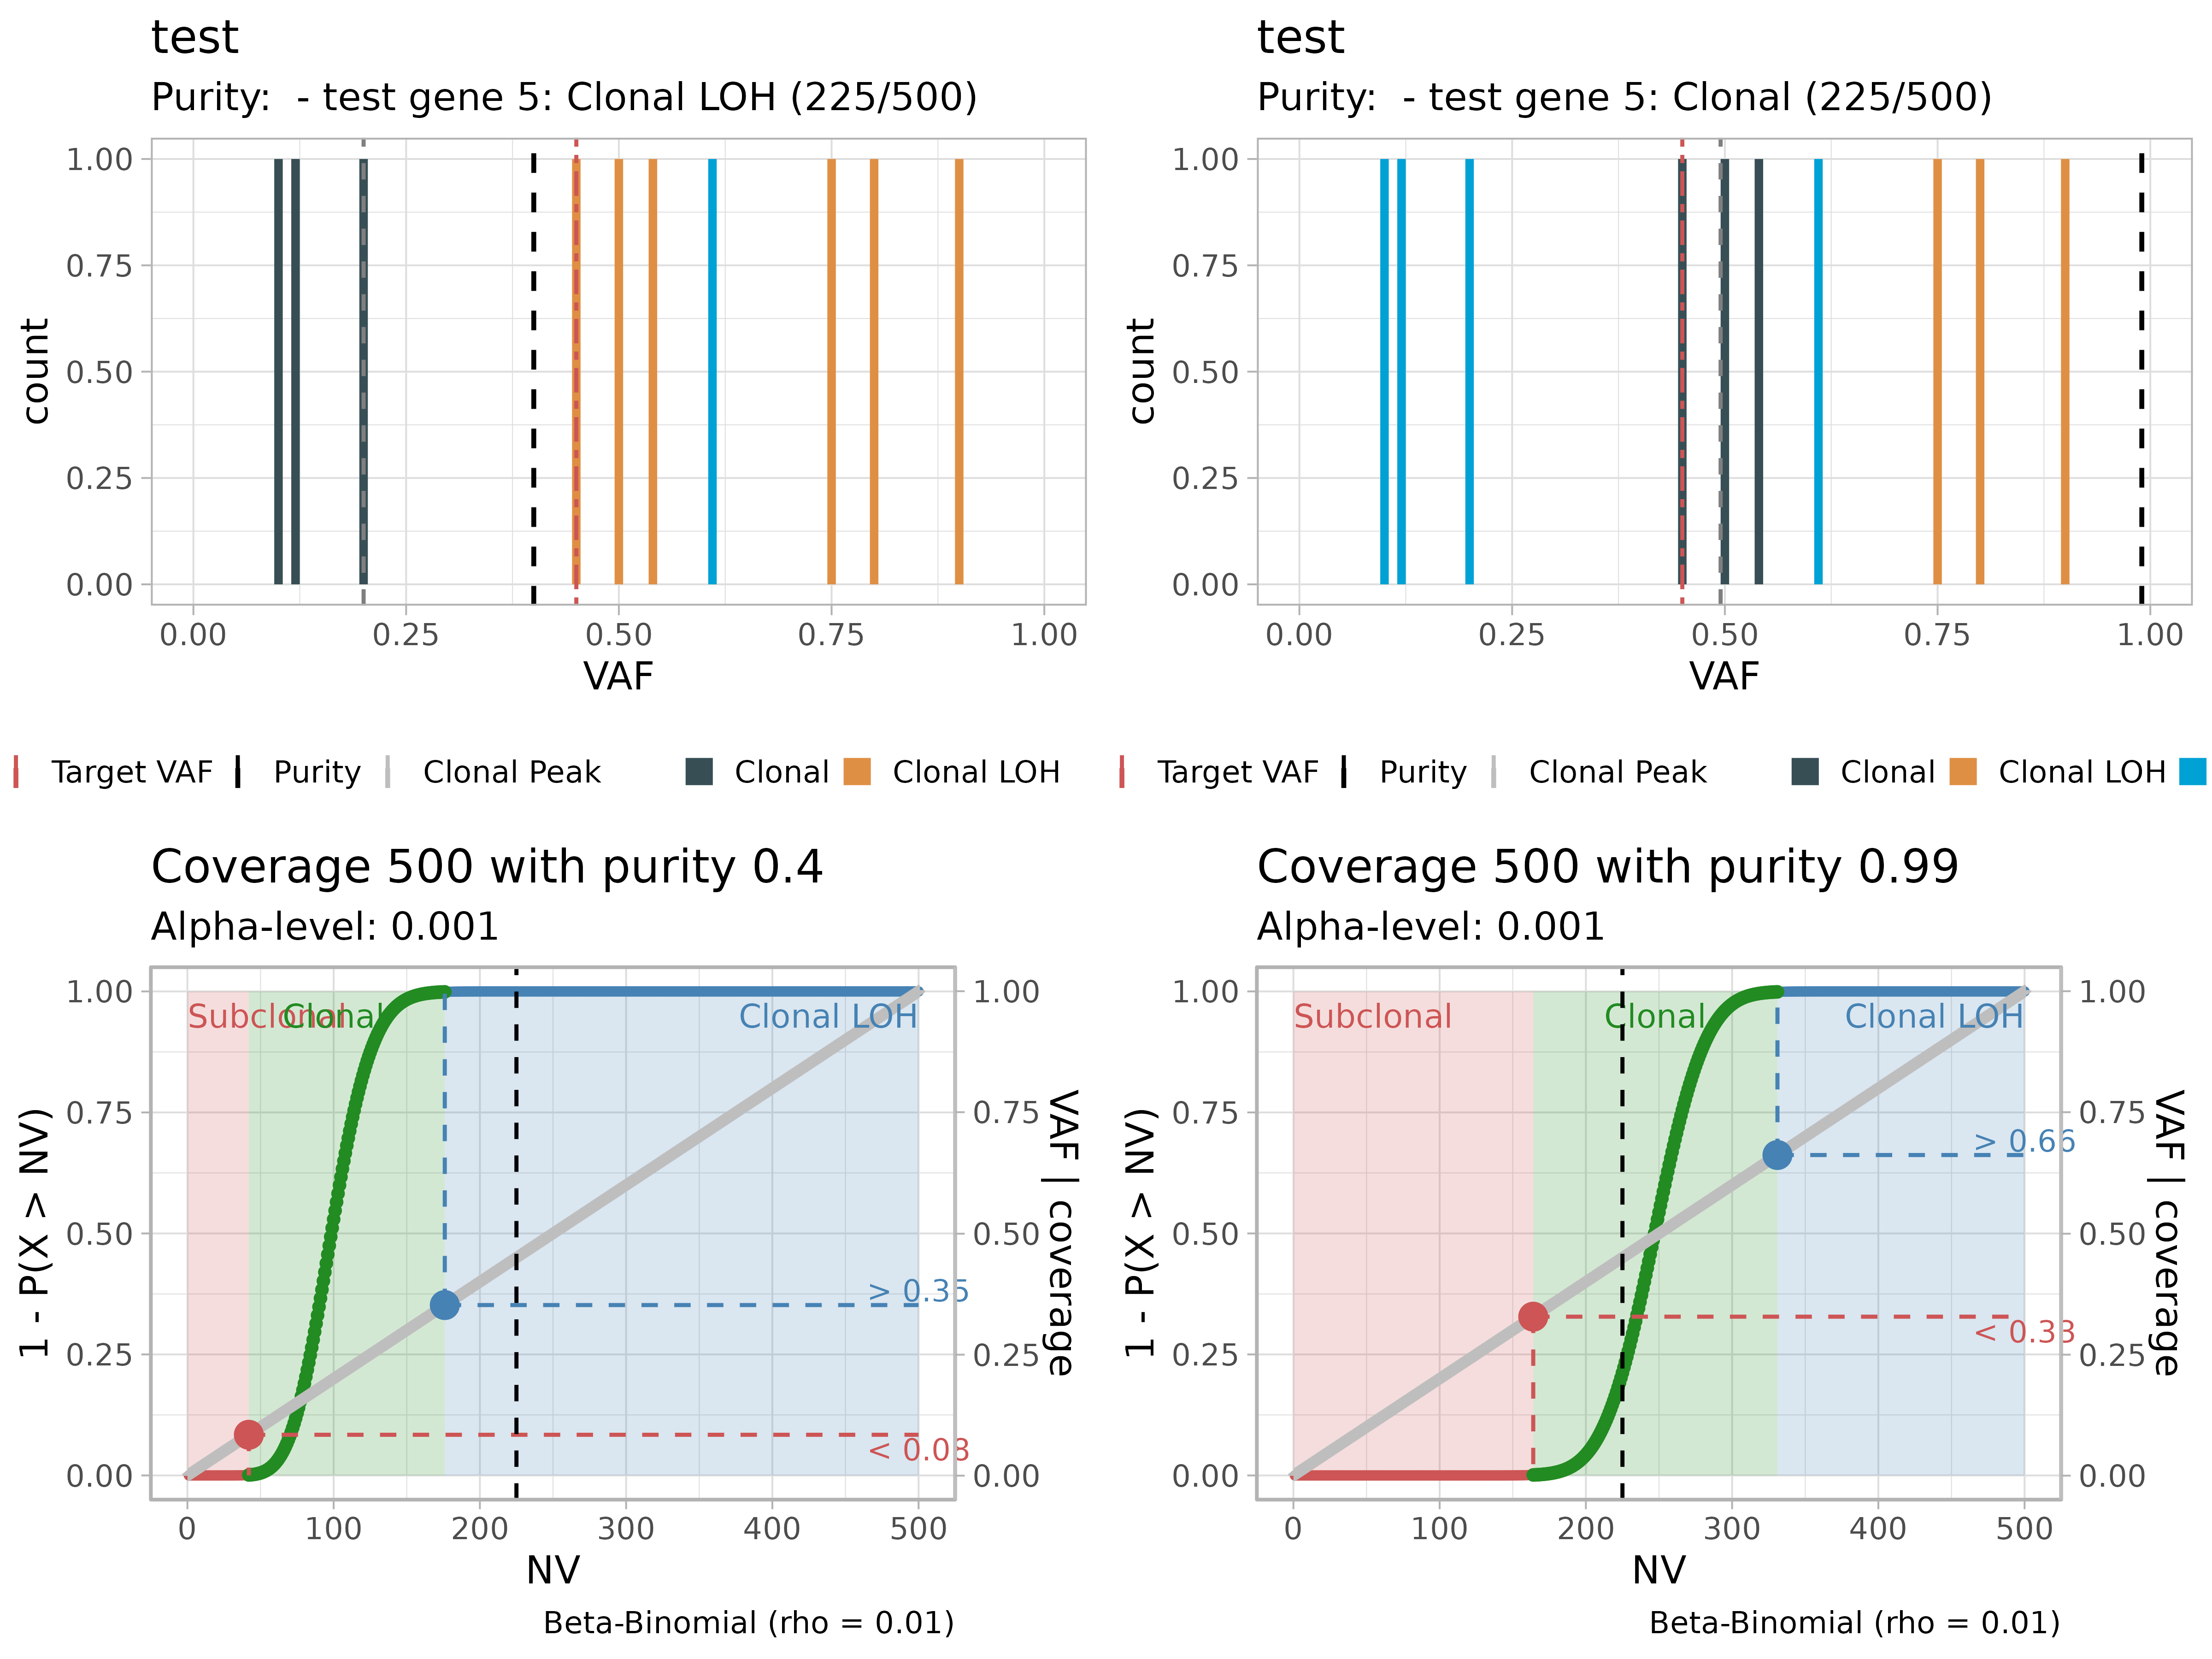 test
Purity:  - test gene 5: Clonal LOH (225/500)
1.00
0.75
0.50
0.25
0.00
count
0.00 0.25 0.50 0.75 1.00
VAF
Target VAF Purity Clonal Peak Clonal Clonal LOH
test
Purity:  - test gene 5: Clonal (225/500)
1.00
0.75
0.50
0.25
0.00
count
0.00 0.25 0.50 0.75 1.00
VAF
Target VAF Purity Clonal Peak Clonal Clonal LOH
Coverage 500 with purity 0.4
Alpha-level: 0.001
1.00
0.75
0.50
0.25
0.00
1 - P(X > NV)
Subclonal
Clonal
Clonal LOH
> 0.35
< 0.08
1.00
0.75
0.50
0.25
0.00
VAF | coverage
0 100 200 300 400 500
NV
Beta-Binomial (rho = 0.01)
Coverage 500 with purity 0.99
Alpha-level: 0.001
1.00
0.75
0.50
0.25
0.00
1 - P(X > NV)
Subclonal
Clonal
Clonal LOH
≥ 0.66
< 0.33
1.00
0.75
0.50
0.25
0.00
VAF | coverage
0 100 200 300 400 500
NV
Beta-Binomial (rho = 0.01)